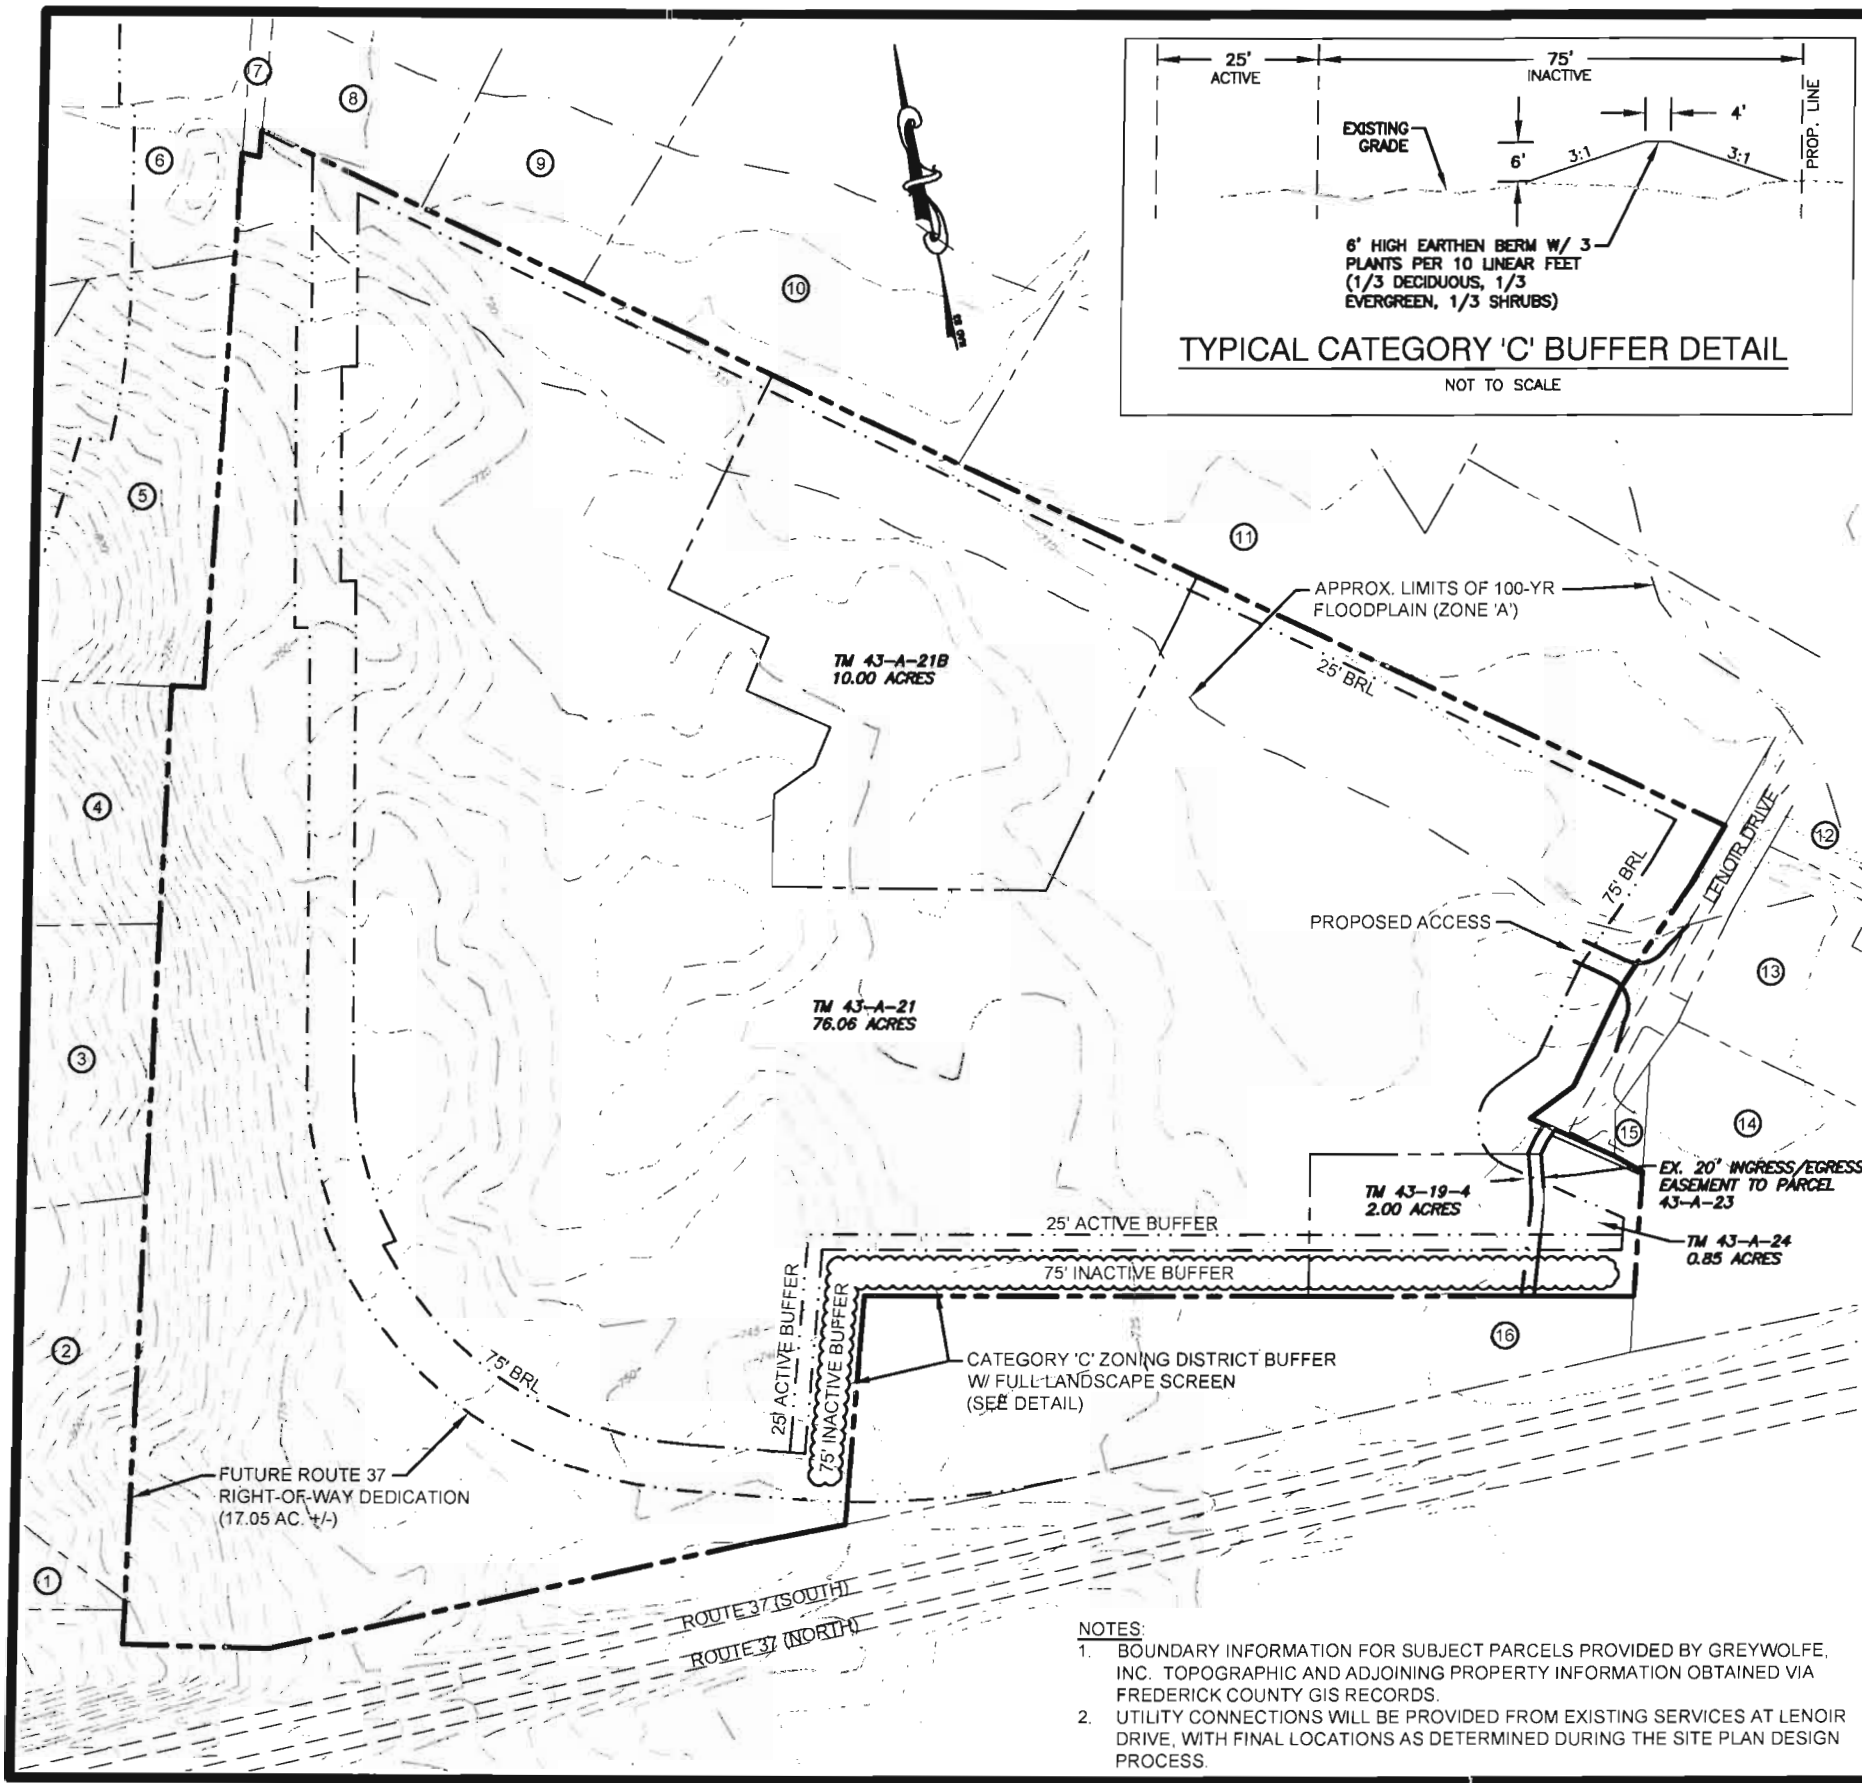 25'
ACTIVE
75'
INACTIVE
PROP. LINE
4'
EXISTING
GRADE
6'
3:1
3:1
6' HIGH EARTHEN BERM W/ 3
PLANTS PER 10 LINEAR FEET
(1/3 DECIDUOUS, 1/3
EVERGREEN, 1/3 SHRUBS)
TYPICAL CATEGORY 'C' BUFFER DETAIL
NOT TO SCALE
7
8
6
9
10
5
11
APPROX. LIMITS OF 100-YR
FLOODPLAIN (ZONE 'A')
25' BRL
TM 43-A-21B
10.00 ACRES
4
LENOIR DRIVE
12
75' BRL
PROPOSED ACCESS
13
TM 43-A-21
76.06 ACRES
3
15
14
EX. 20' INGRESS/EGRESS
EASEMENT TO PARCEL
43-A-23
TM 43-19-4
2.00 ACRES
25' ACTIVE BUFFER
TM 43-A-24
0.85 ACRES
75' INACTIVE BUFFER
25' ACTIVE BUFFER
75' INACTIVE BUFFER
2
16
75' BRL
CATEGORY 'C' ZONING DISTRICT BUFFER
W/ FULL LANDSCAPE SCREEN
(SEE DETAIL)
FUTURE ROUTE 37
RIGHT-OF-WAY DEDICATION
(17.05 AC. +/-)
1
ROUTE 37 (SOUTH)
ROUTE 37 (NORTH)
NOTES:
1. BOUNDARY INFORMATION FOR SUBJECT PARCELS PROVIDED BY GREYWOLFE,
INC. TOPOGRAPHIC AND ADJOINING PROPERTY INFORMATION OBTAINED VIA
FREDERICK COUNTY GIS RECORDS.
2. UTILITY CONNECTIONS WILL BE PROVIDED FROM EXISTING SERVICES AT LENOIR
DRIVE, WITH FINAL LOCATIONS AS DETERMINED DURING THE SITE PLAN DESIGN
PROCESS.